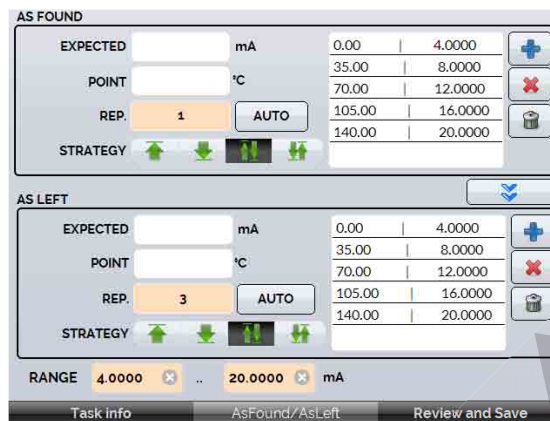 AS FOUND
EXPECTED mA
POINT °C
REP. 1 AUTO
STRATEGY
0.00 | 4.0000
35.00 | 8.0000
70.00 | 12.0000
105.00 | 16.0000
140.00 | 20.0000
AS LEFT
EXPECTED mA
POINT °C
REP. 3 AUTO
STRATEGY
0.00 | 4.0000
35.00 | 8.0000
70.00 | 12.0000
105.00 | 16.0000
140.00 | 20.0000
RANGE 4.0000 .. 20.0000 mA
Task info AsFound/AsLeft Review and Save